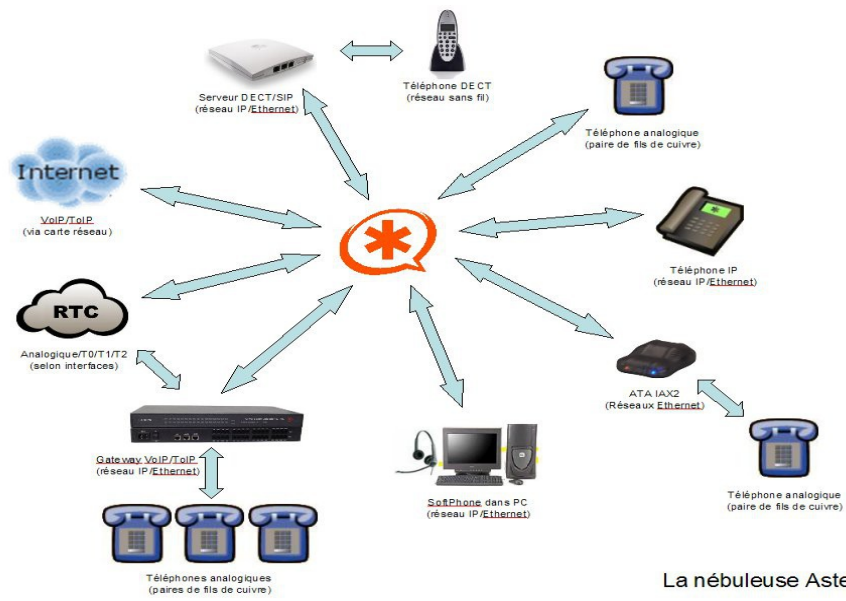 Serveur DECT/SIP
(réseau IP/Ethernet)
Téléphone DECT
(réseau sans fil)
Téléphone analogique
(paire de fils de cuivre)
Internet
VoIP/ToIP
(via carte réseau)
Téléphone IP
(réseau IP/Ethernet)
RTC
Analogique/T0/T1/T2
(selon interfaces)
ATA IAX2
(Réseaux Ethernet)
Gateway VoIP/ToIP
(réseau IP/Ethernet)
SoftPhone dans PC
(réseau IP/Ethernet)
Téléphone analogique
(paire de fils de cuivre)
Téléphones analogiques
(paires de fils de cuivre)
La nébuleuse Aste